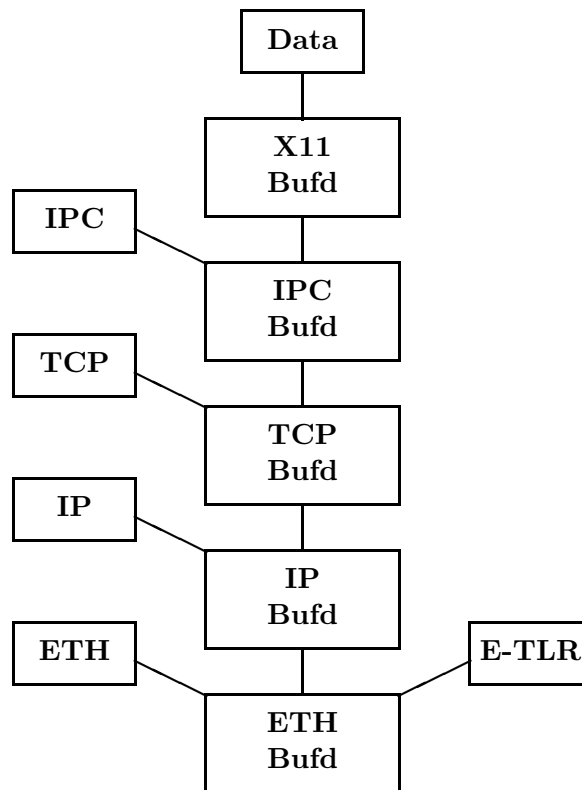 Data
X11
Bufd
IPC
IPC
Bufd
TCP
TCP
Bufd
IP
IP
Bufd
ETH
E-TLR
ETH
Bufd